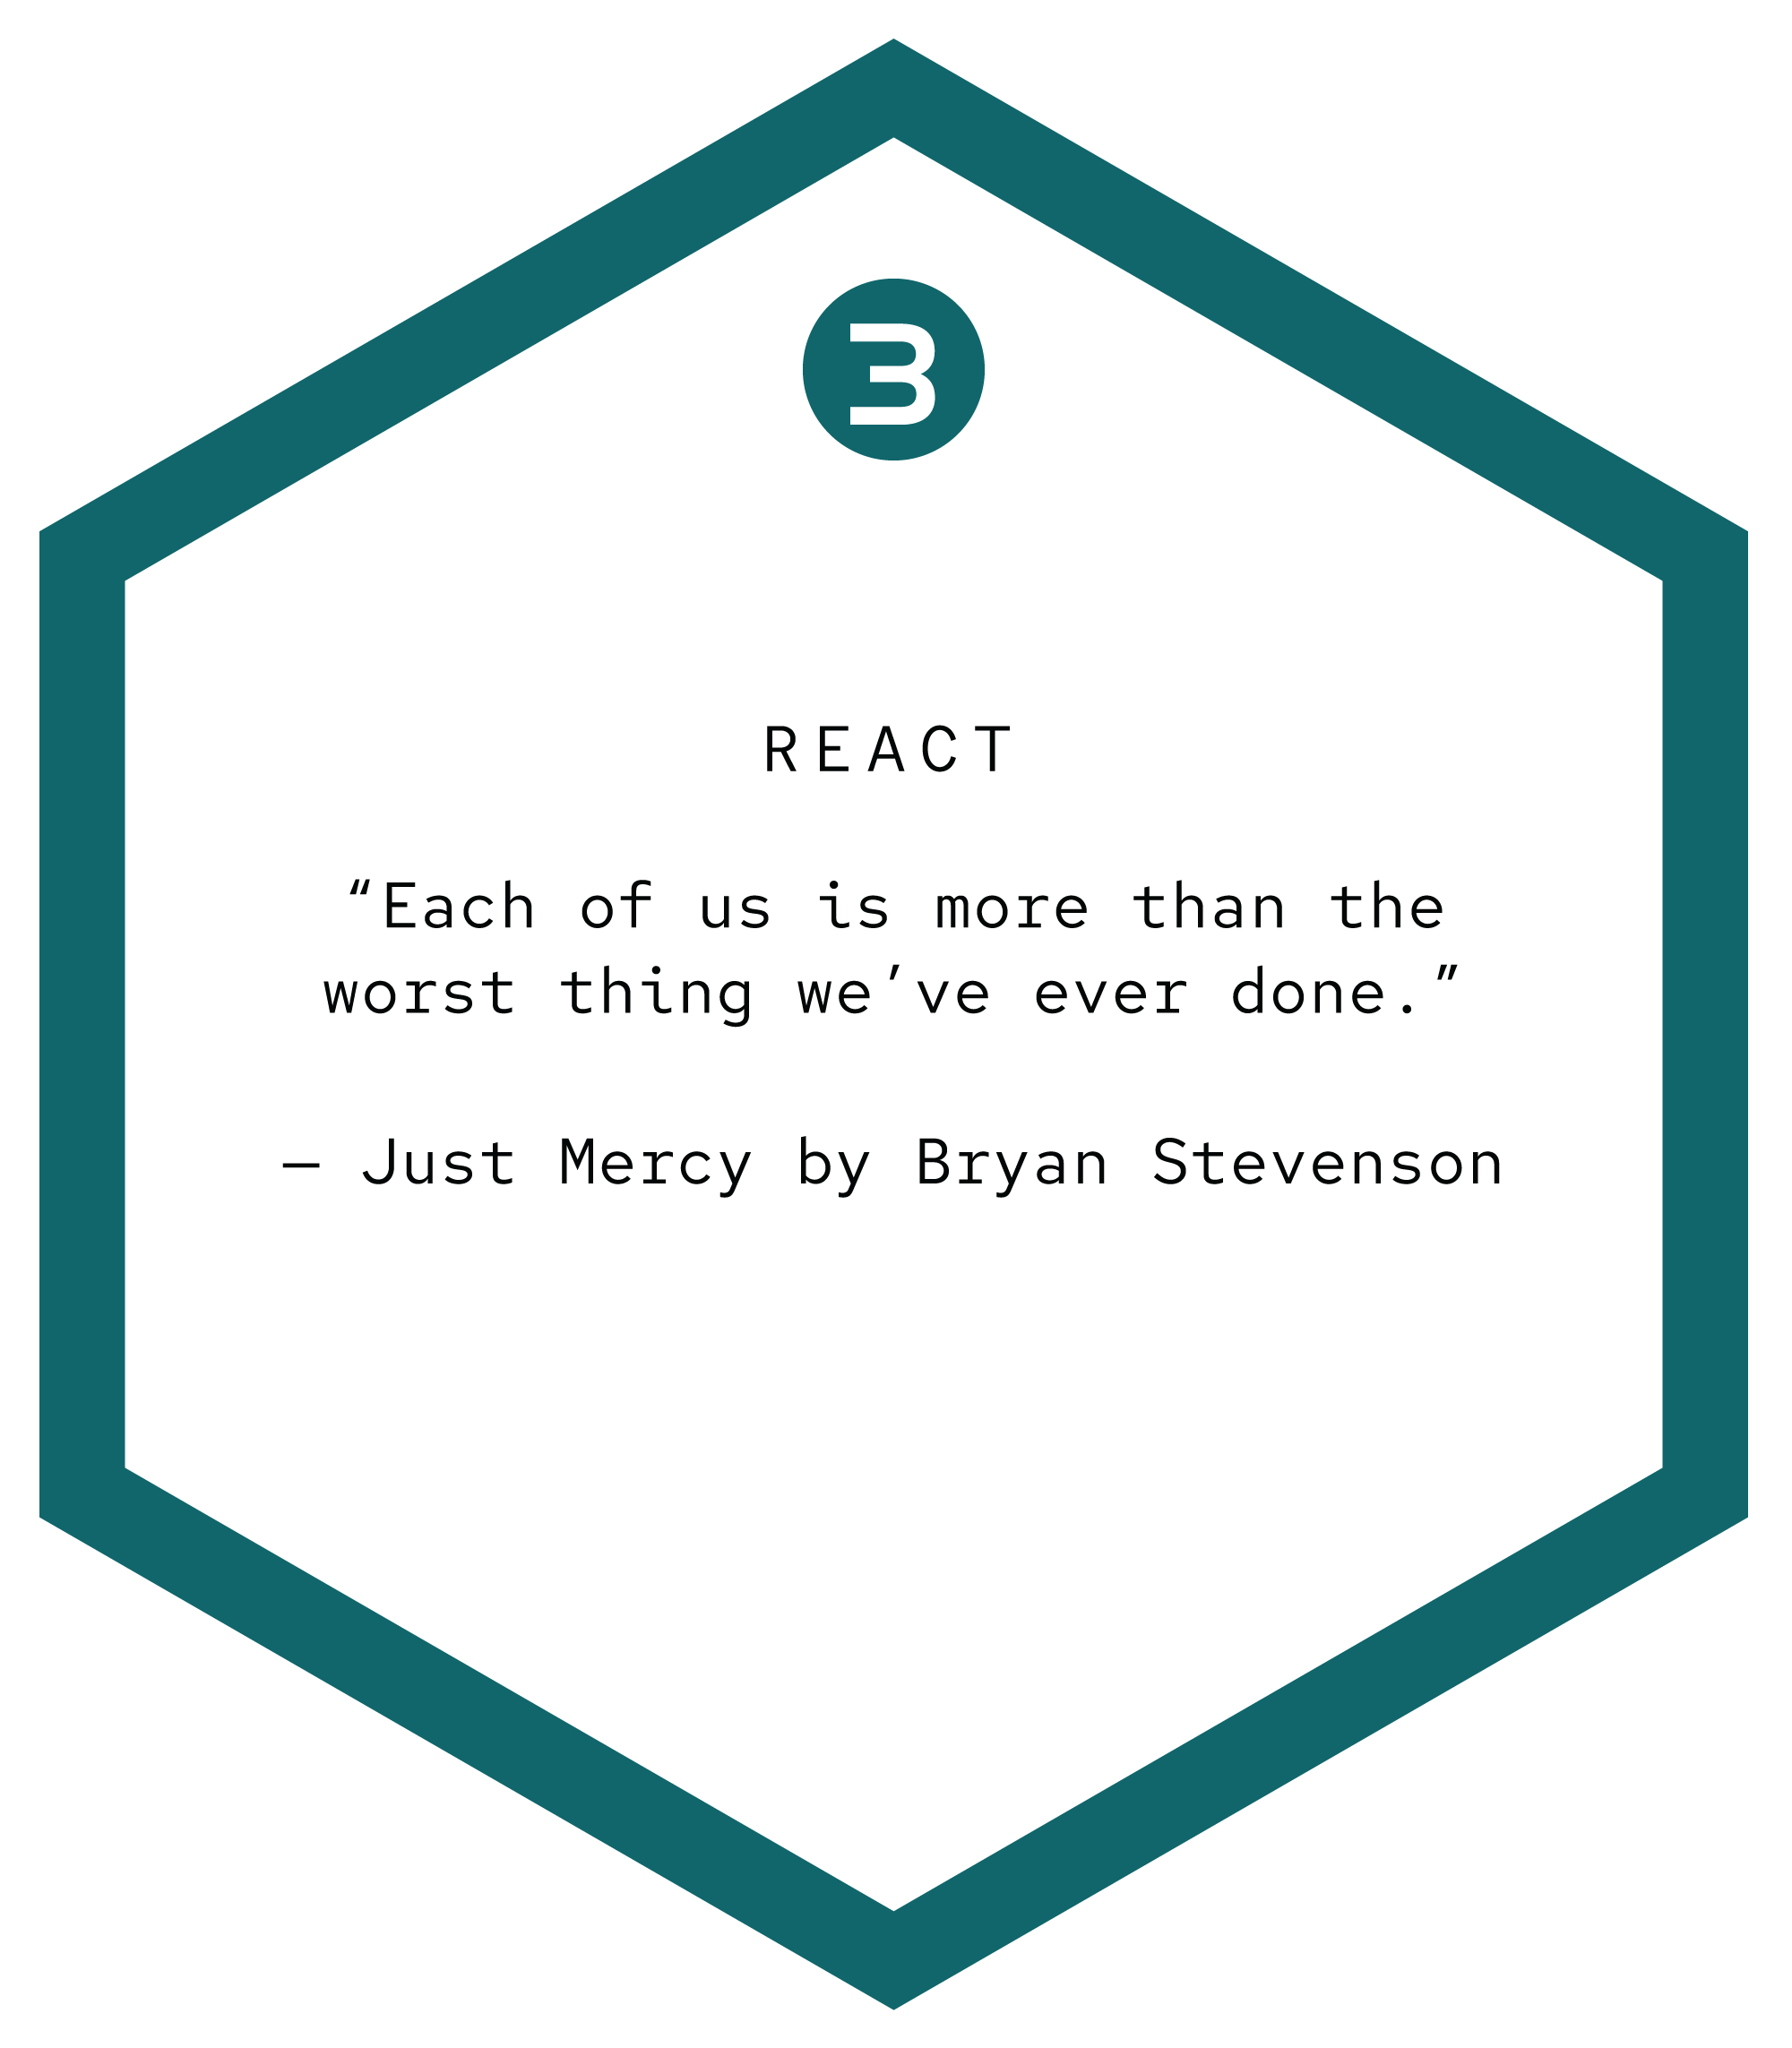 3
REACT
“Each of us is more than the
worst thing we’ve ever done.”
— Just Mercy by Bryan Stevenson